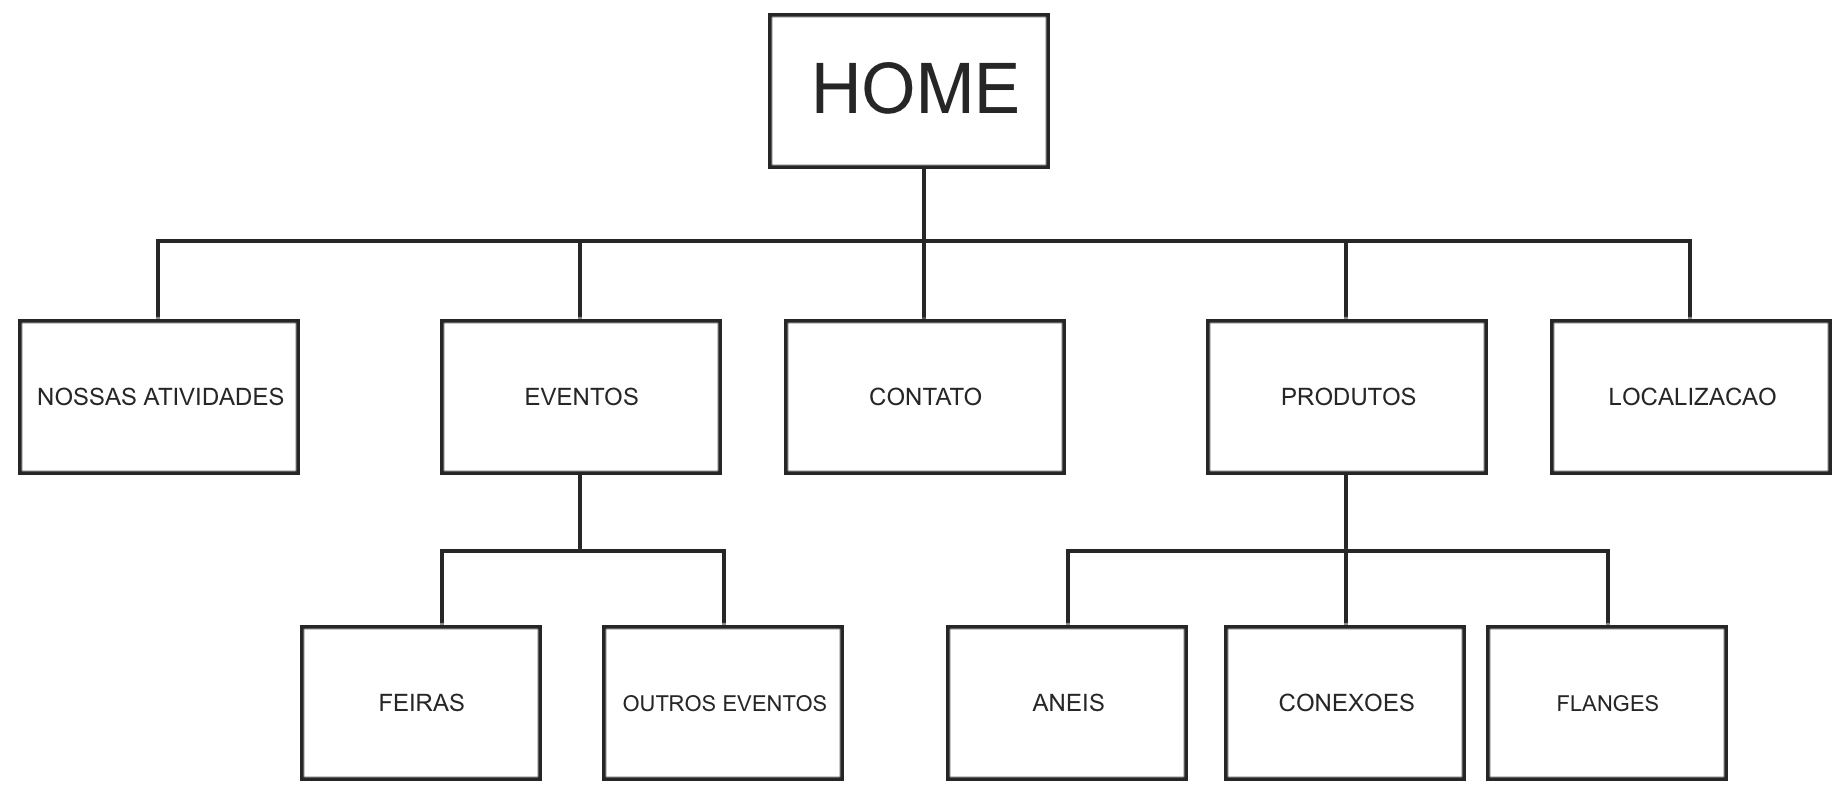 HOME
NOSSAS ATIVIDADES
EVENTOS
CONTATO
PRODUTOS
LOCALIZACAO
FEIRAS
OUTROS EVENTOS
ANEIS
CONEXOES
FLANGES